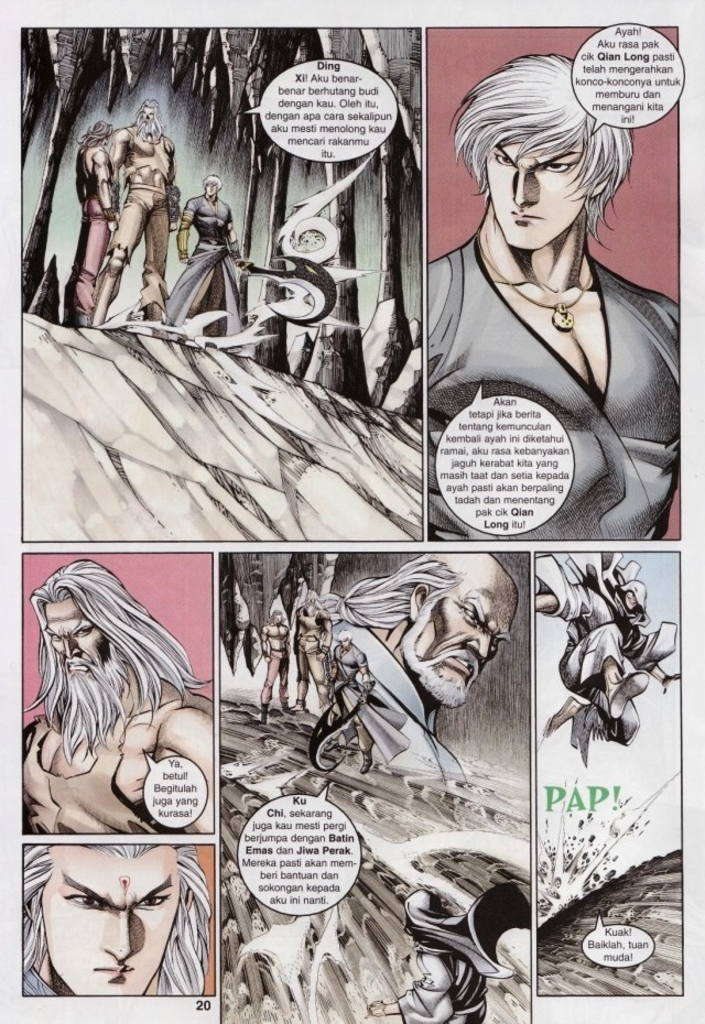 Ding
Xi! Aku benar-
benar berhutang budi
dengan kau. Oleh itu,
dengan apa cara sekalipun
aku mesti menolong kau
mencari rakanmu
itu.
Ayah!
Aku rasa pak
cik Qian Long pasti
telah mengerahkan
konco-konconya untuk
memburu dan
menangani kita
ini!
Akan
tetapi jika berita
tentang kemunculan
kembali ayah ini diketahui
ramai, aku rasa kebanyakan
jaguh kerabat kita yang
masih taat dan setia kepada
ayah pasti akan berpaling
tadah dan menentang
pak cik Qian
Long itu!
Ya,
betul!
Begitulah
juga yang
kurasa!
Ku
Chi, sekarang
juga kau mesti pergi
berjumpa dengan Batin
Emas dan Jiwa Perak.
Mereka pasti akan mem-
beri bantuan dan
sokongan kepada
aku ini nanti.
PAP!
Kuak!
Baiklah, tuan
muda!
20